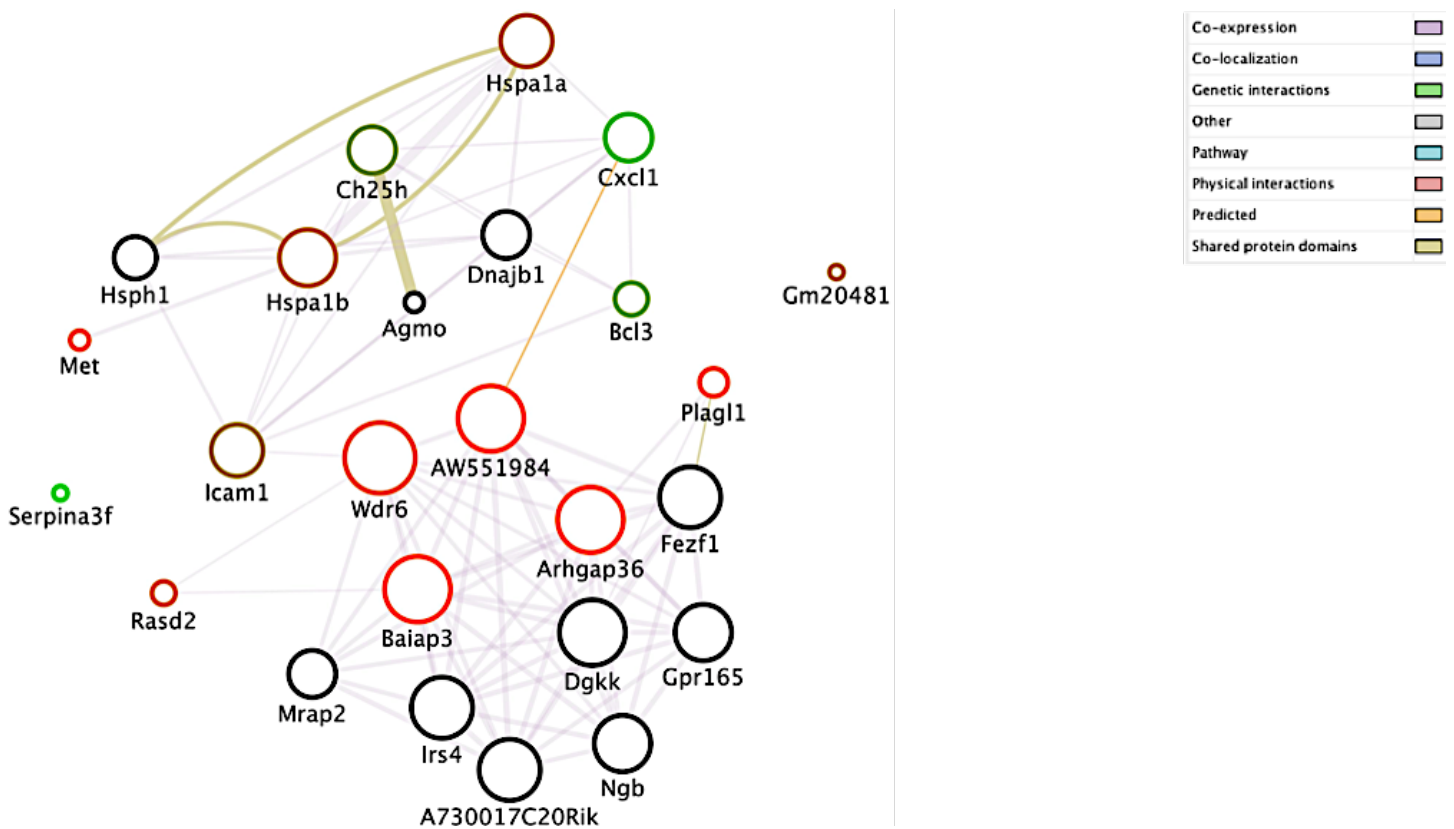 Hspa1a
Ch25h
Cxcl1
Hsph1
Hspa1b
Dnajb1
Agmo
Bcl3
Gm20481
Met
Plagl1
AW551984
Icam1
Wdr6
Serpina3f
Fezf1
Arhgap36
Rasd2
Baiap3
Dgkk
Gpr165
Mrap2
Irs4
Ngb
A730017C20Rik
Co-expression
Co-localization
Genetic interactions
Other
Pathway
Physical interactions
Predicted
Shared protein domains